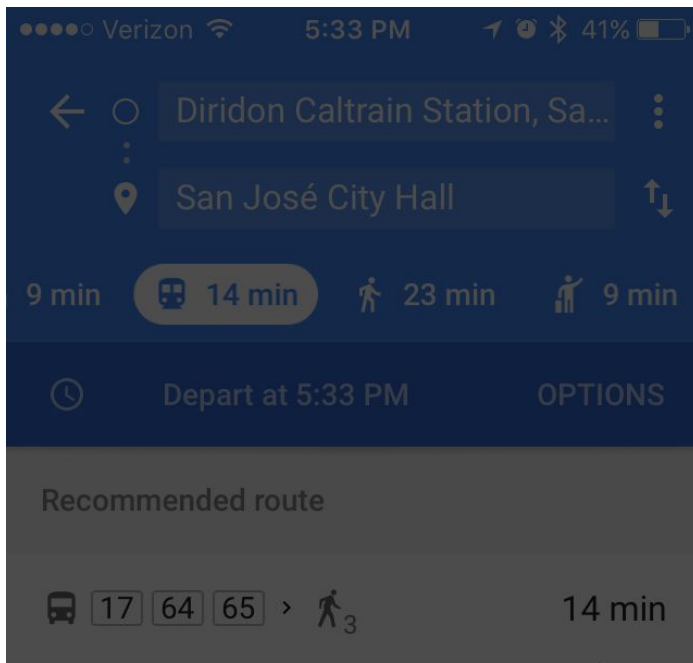 Verizon 5:33 PM 41%
Diridon Caltrain Station, Sa...
San José City Hall
9 min 14 min 23 min 9 min
Depart at 5:33 PM OPTIONS
Recommended route
17 64 65 › 3 14 min